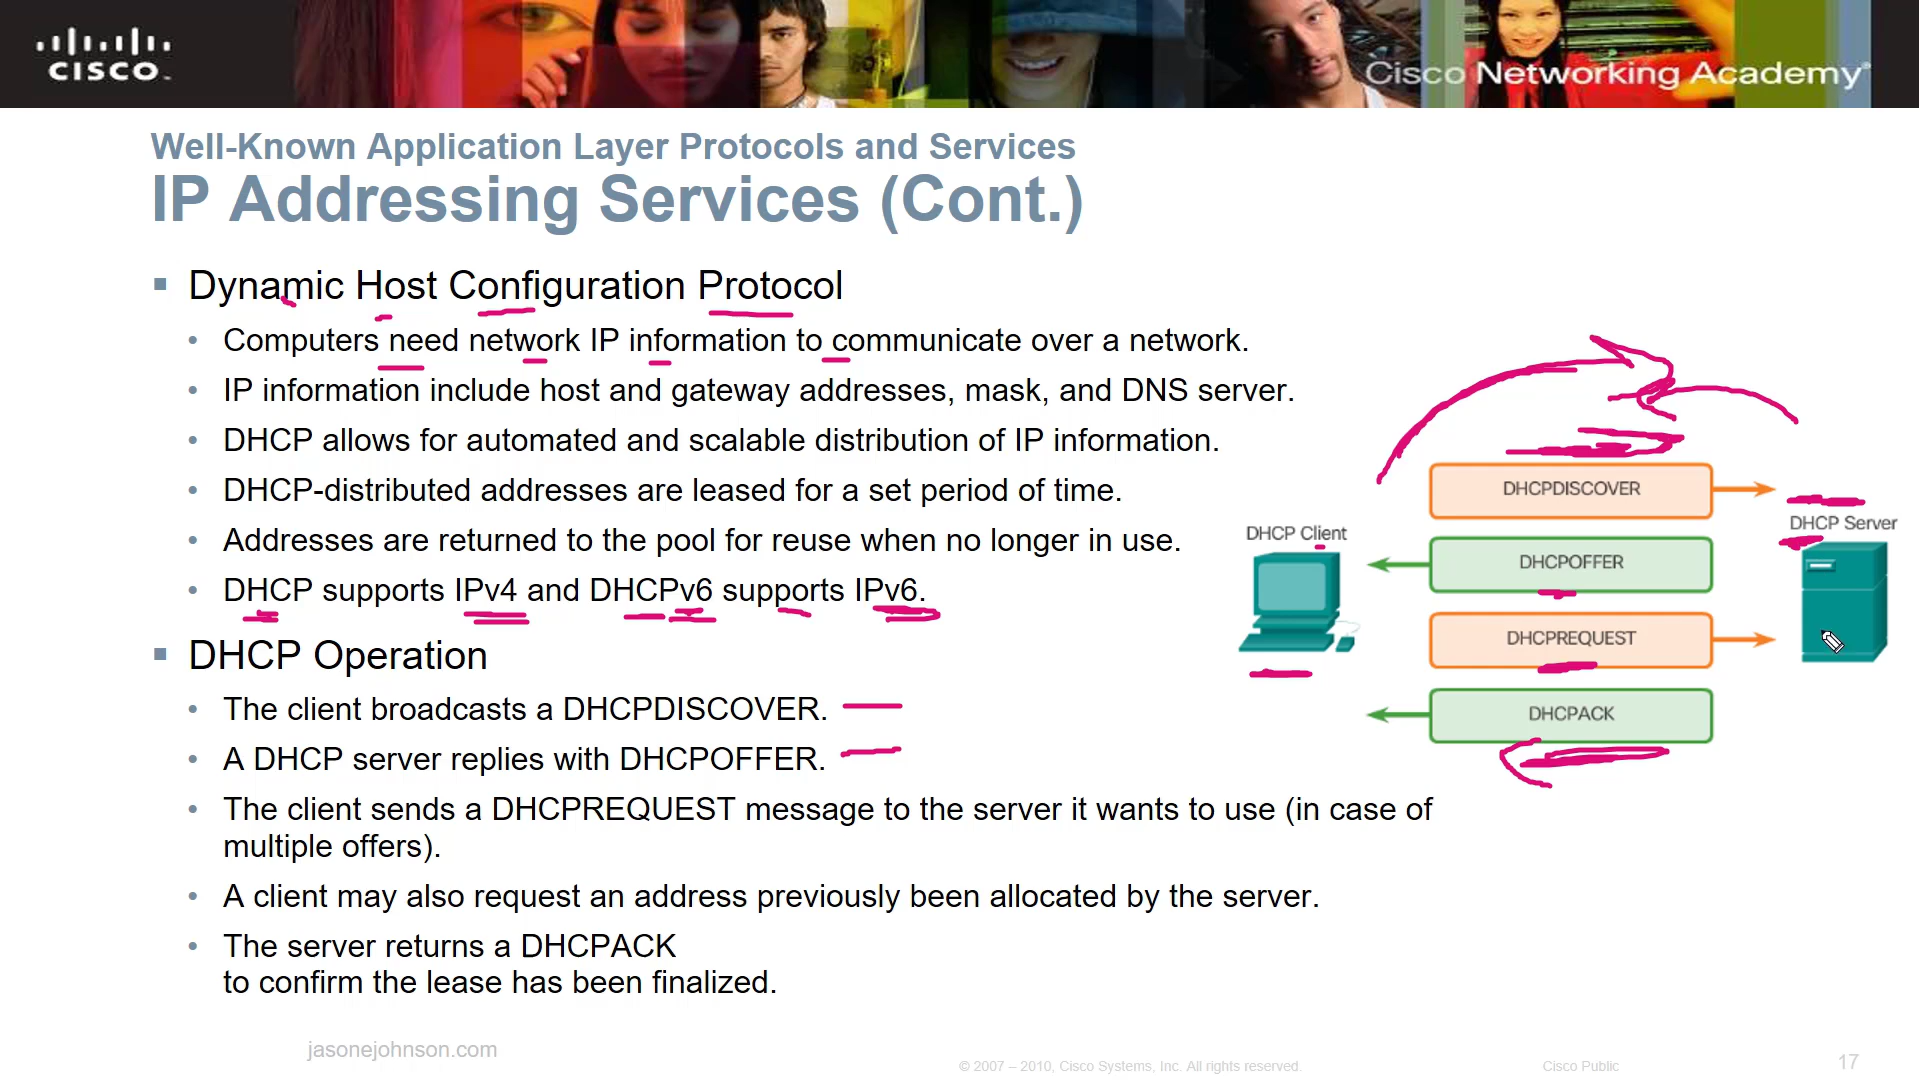 CISCO
Cisco Networking Academy®
Well-Known Application Layer Protocols and Services
IP Addressing Services (Cont.)
Dynamic Host Configuration Protocol
Computers need network IP information to communicate over a network.
IP information include host and gateway addresses, mask, and DNS server.
DHCP allows for automated and scalable distribution of IP information.
DHCP-distributed addresses are leased for a set period of time.
Addresses are returned to the pool for reuse when no longer in use.
DHCP supports IPv4 and DHCPv6 supports IPv6.
DHCP Operation
The client broadcasts a DHCPDISCOVER.
A DHCP server replies with DHCPOFFER.
The client sends a DHCPREQUEST message to the server it wants to use (in case of
multiple offers).
A client may also request an address previously been allocated by the server.
The server returns a DHCPACK
to confirm the lease has been finalized.
DHCPDISCOVER
DHCP Client
DHCP Server
DHCPOFFER
DHCPREQUEST
DHCPACK
jasonejohnson.com
© 2007 – 2010, Cisco Systems, Inc. All rights reserved.
Cisco Public
17